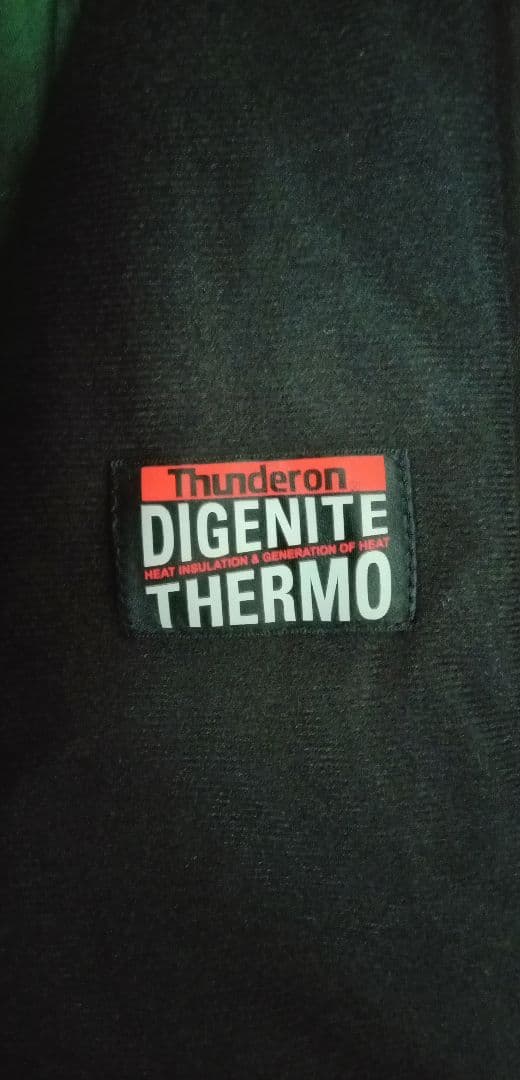 Thunderon
DIGENITE
HEAT INSULATION & GENERATION OF HEAT
THERMO